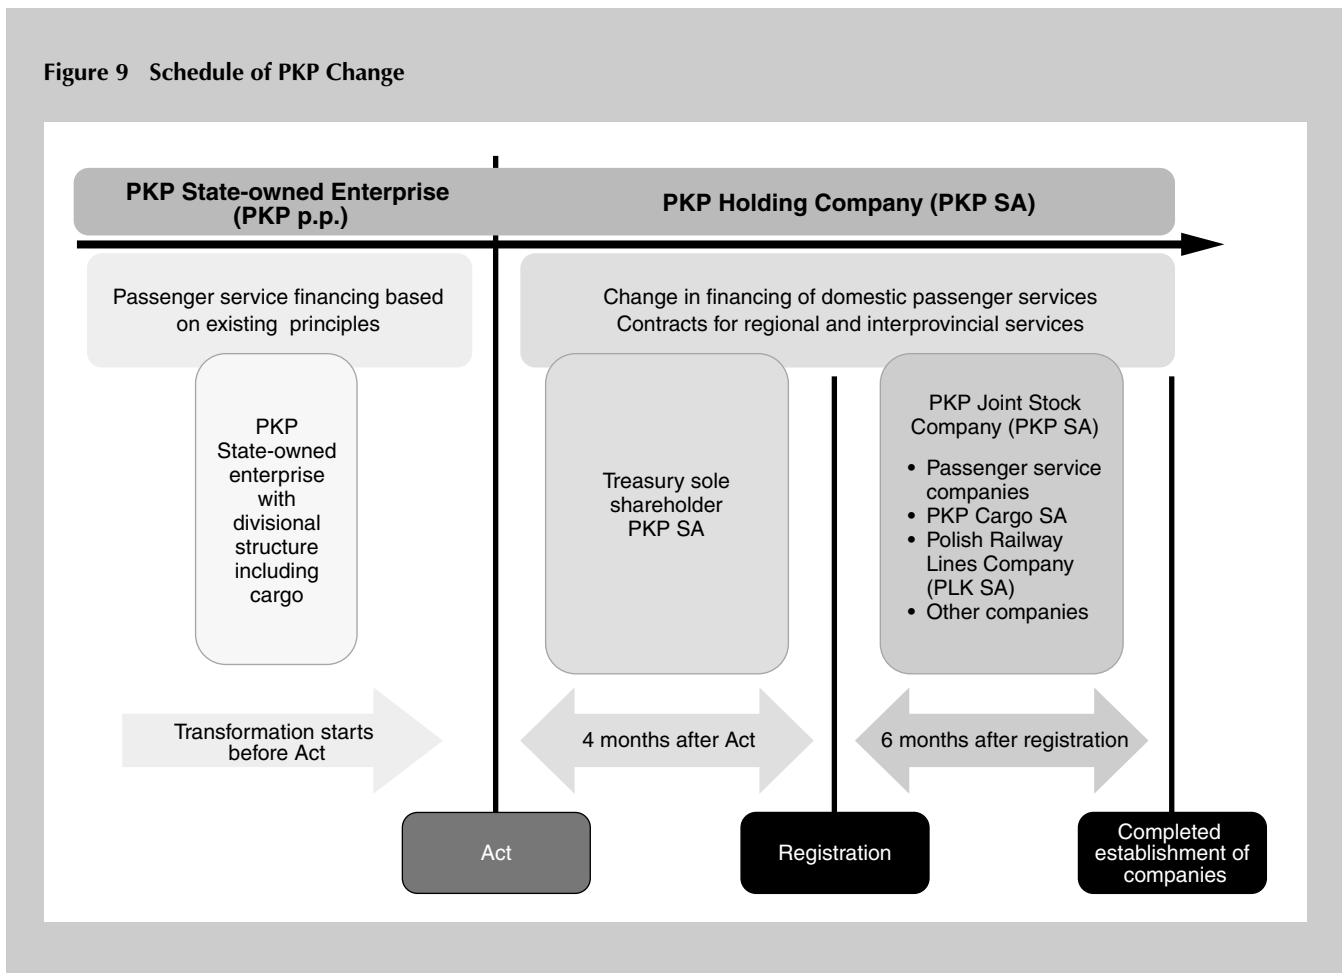 Figure 9 Schedule of PKP Change
PKP State-owned Enterprise
(PKP p.p.)
PKP Holding Company (PKP SA)
Passenger service financing based
on existing principles
Change in financing of domestic passenger services
Contracts for regional and interprovincial services
PKP
State-owned
enterprise
with
divisional
structure
including
cargo
Treasury sole
shareholder
PKP SA
PKP Joint Stock
Company (PKP SA)
• Passenger service
companies
• PKP Cargo SA
• Polish Railway
Lines Company
(PLK SA)
• Other companies
Transformation starts
before Act
4 months after Act
6 months after registration
Act
Registration
Completed
establishment of
companies